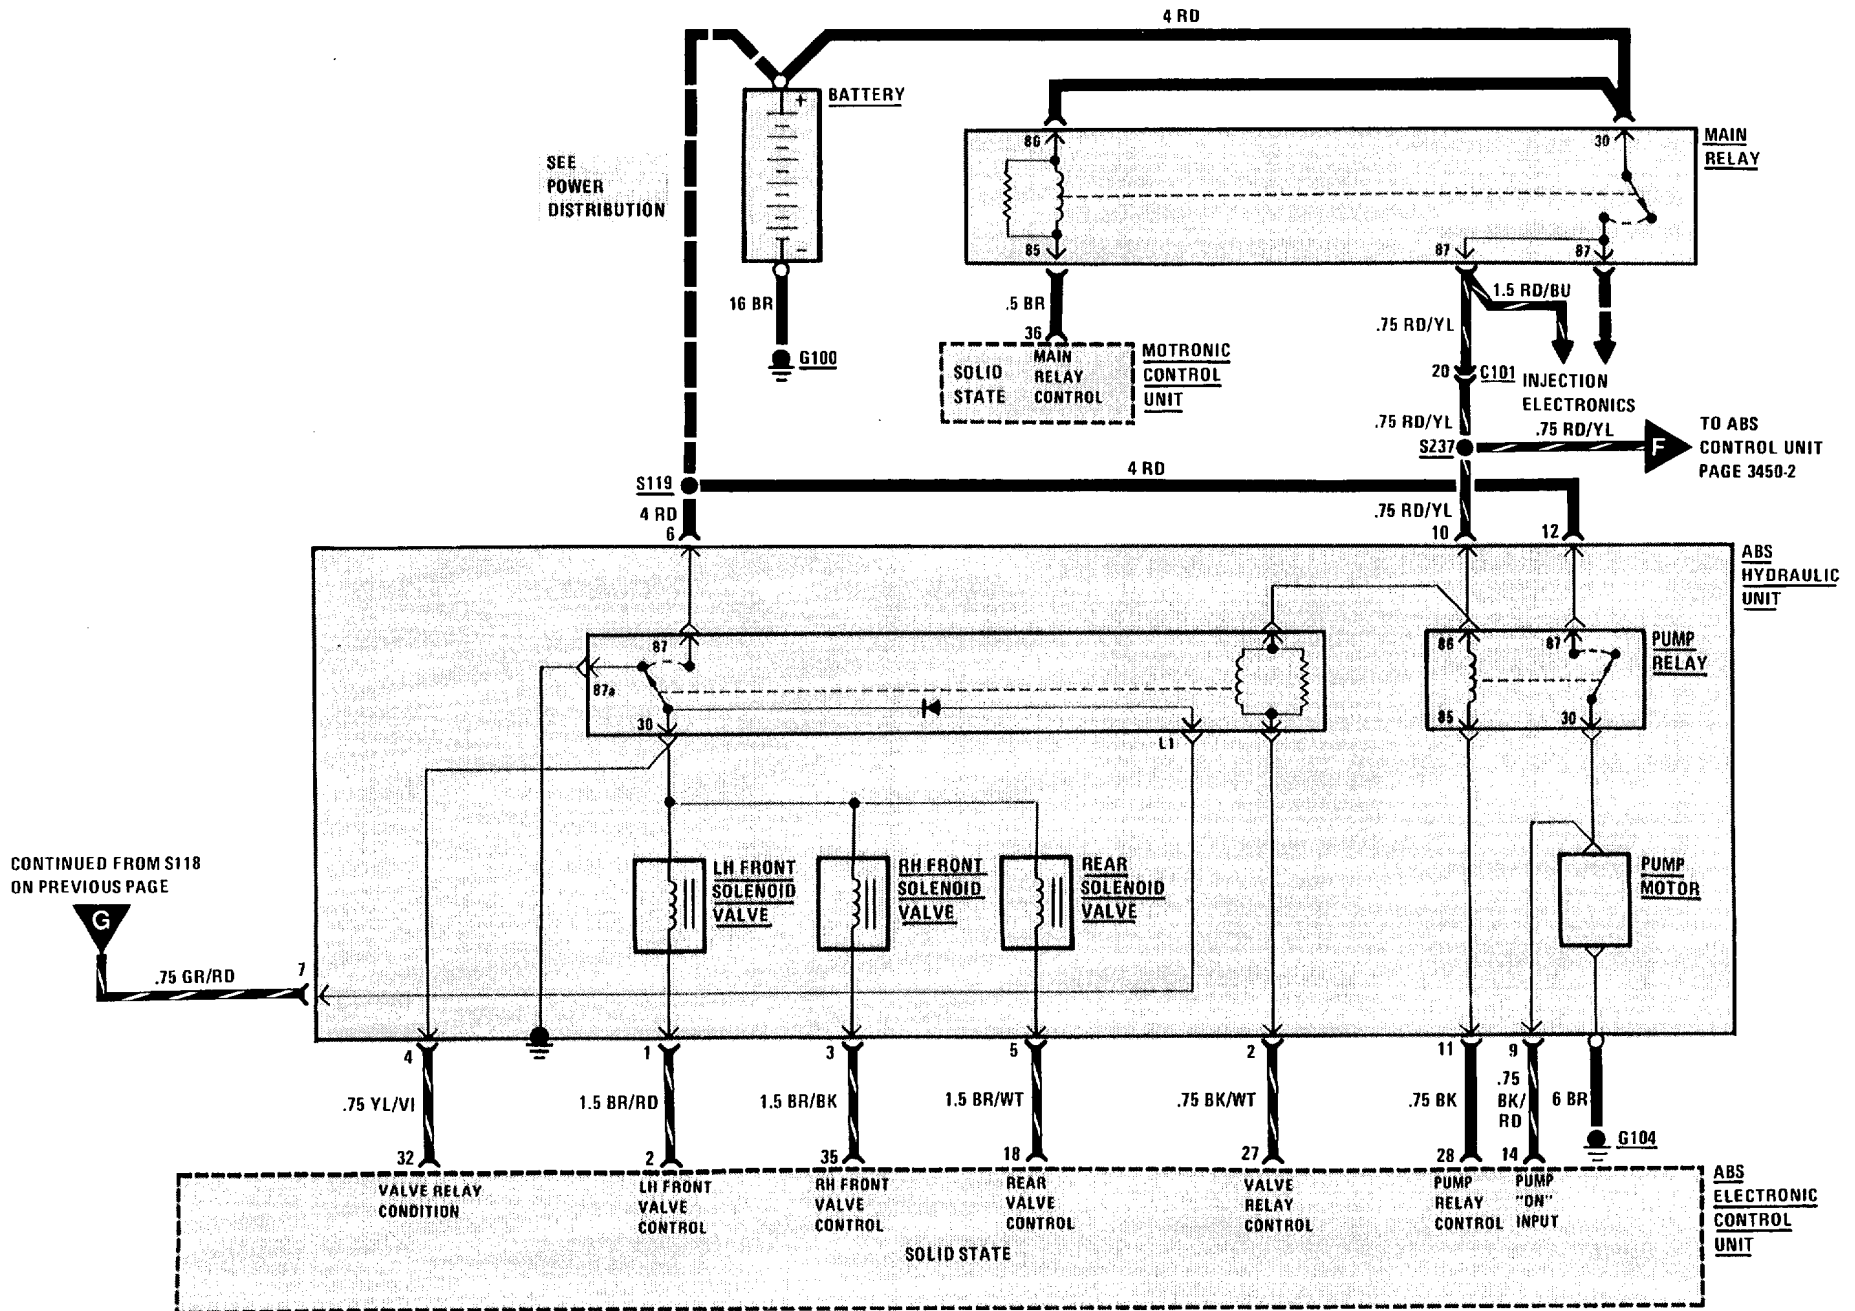 4 RD
BATTERY
+
-
SEE
POWER
DISTRIBUTION
86
30
MAIN
RELAY
85
87
87
16 BR
G100
.5 BR
36
SOLID
STATE
MAIN
RELAY
CONTROL
MOTRONIC
CONTROL
UNIT
1.5 RD/BU
.75 RD/YL
20
C101
INJECTION
ELECTRONICS
.75 RD/YL
.75 RD/YL
S237
F
TO ABS
CONTROL UNIT
PAGE 3450-2
S119
4 RD
4 RD
6
.75 RD/YL
10
12
ABS
HYDRAULIC
UNIT
87
87a
30
L1
86
87
85
30
PUMP
RELAY
CONTINUED FROM S118
ON PREVIOUS PAGE
G
.75 GR/RD
7
LH FRONT
SOLENOID
VALVE
RH FRONT
SOLENOID
VALVE
REAR
SOLENOID
VALVE
PUMP
MOTOR
4
1
3
5
2
11
9
.75 YL/VI
1.5 BR/RD
1.5 BR/BK
1.5 BR/WT
.75 BK/WT
.75 BK
.75
BK/
RD
6 BR
G104
32
2
35
18
27
28
14
VALVE RELAY
CONDITION
LH FRONT
VALVE
CONTROL
RH FRONT
VALVE
CONTROL
REAR
VALVE
CONTROL
VALVE
RELAY
CONTROL
PUMP
RELAY
CONTROL
PUMP
"ON"
INPUT
SOLID STATE
ABS
ELECTRONIC
CONTROL
UNIT